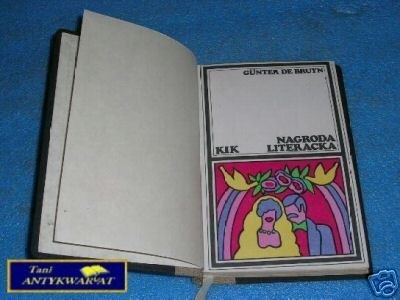 GÜNTER DE BRUYN
NAGRODA
KIK LITERACKA
Tani
ANTYKWARYAT